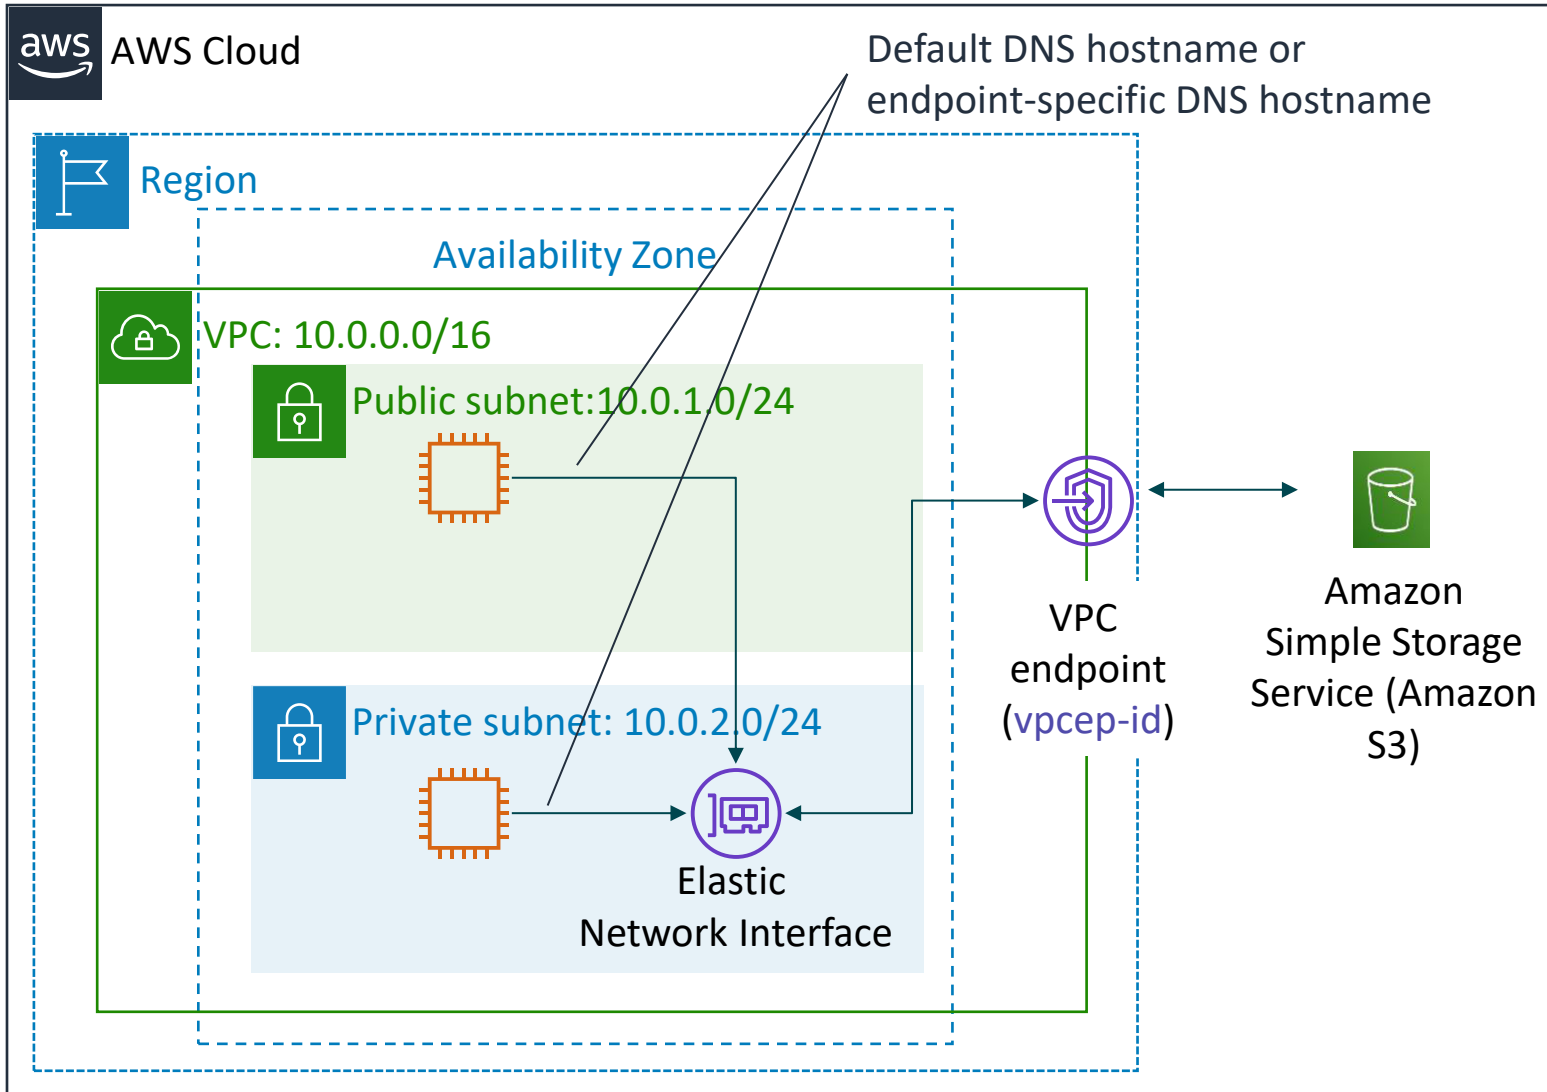 aws
AWS Cloud
Default DNS hostname or
endpoint-specific DNS hostname
Region
Availability Zone
VPC: 10.0.0.0/16
Public subnet:10.0.1.0/24
VPC
endpoint
(vpcep-id)
Amazon
Simple Storage
Service (Amazon
S3)
Private subnet: 10.0.2.0/24
Elastic
Network Interface